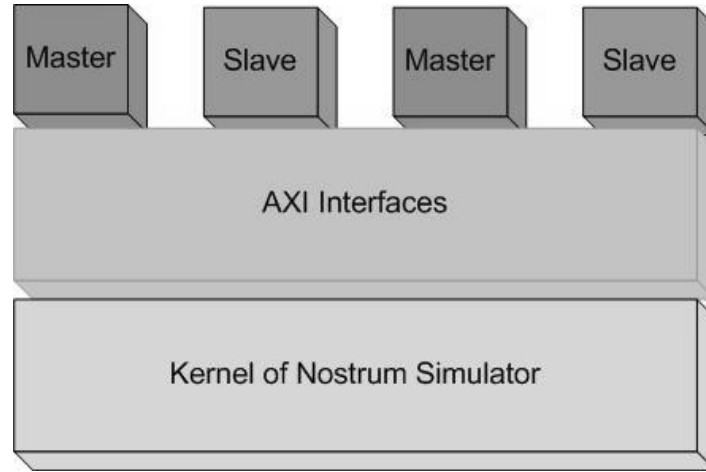 Master
Slave
Master
Slave
AXI Interfaces
Kernel of Nostrum Simulator